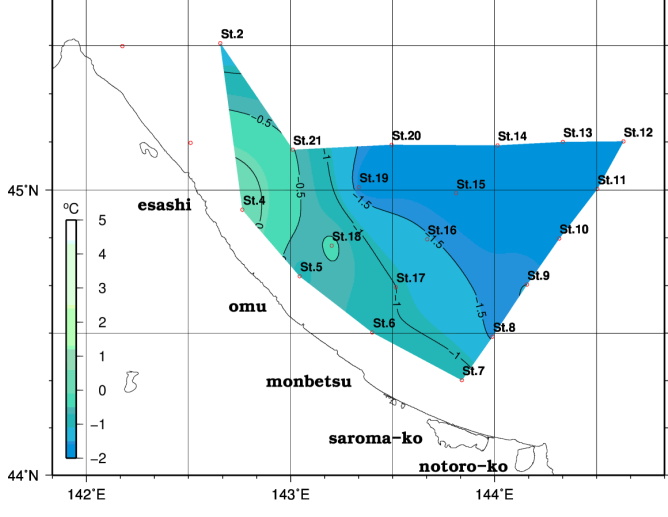 St.2
-0.5
St.21
St.20
St.14
St.13
St.12
-1
St.19
St.15
St.11
45°N
-0.5
-1.5
esashi
St.4
0
St.18
-1
St.16
-1.5
St.10
°C
5
4
3
2
1
0
-1
-2
St.5
St.17
St.9
omu
-1
-1.5
St.6
St.8
-1
St.7
monbetsu
saroma-ko
notoro-ko
44°N
142°E
143°E
144°E